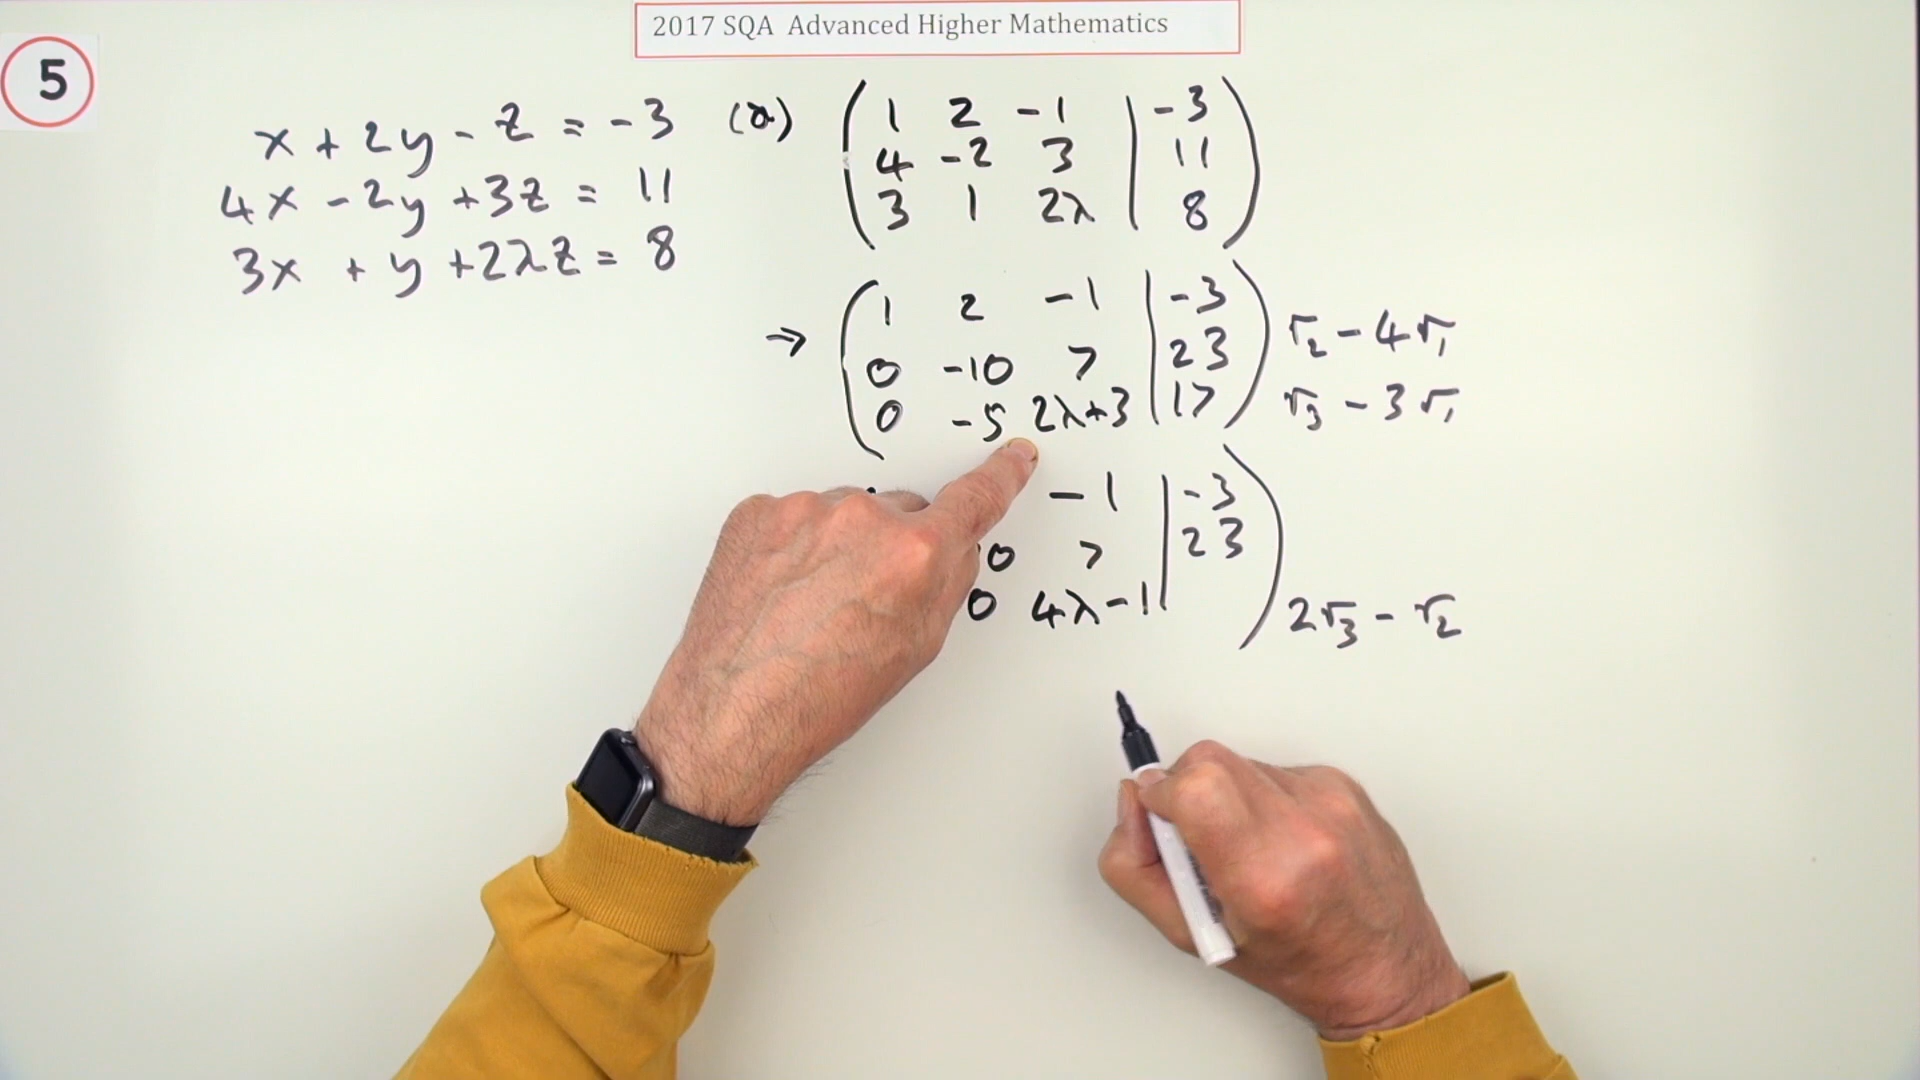 2017 SQA Advanced Higher Mathematics
5
x + 2y - z = -3
4x - 2y + 3z = 11
3x + y + 2λz = 8
(a)
1 2 -1 | -3
4 -2 3 | 11
3 1 2λ | 8
→ 1 2 -1 | -3
0 -10 7 | 23 r₂ - 4r₁
0 -5 2λ+3 | 17 r₃ - 3r₁
-1 | -3
0 7 | 23
0 4λ-1 | 2r₃ - r₂